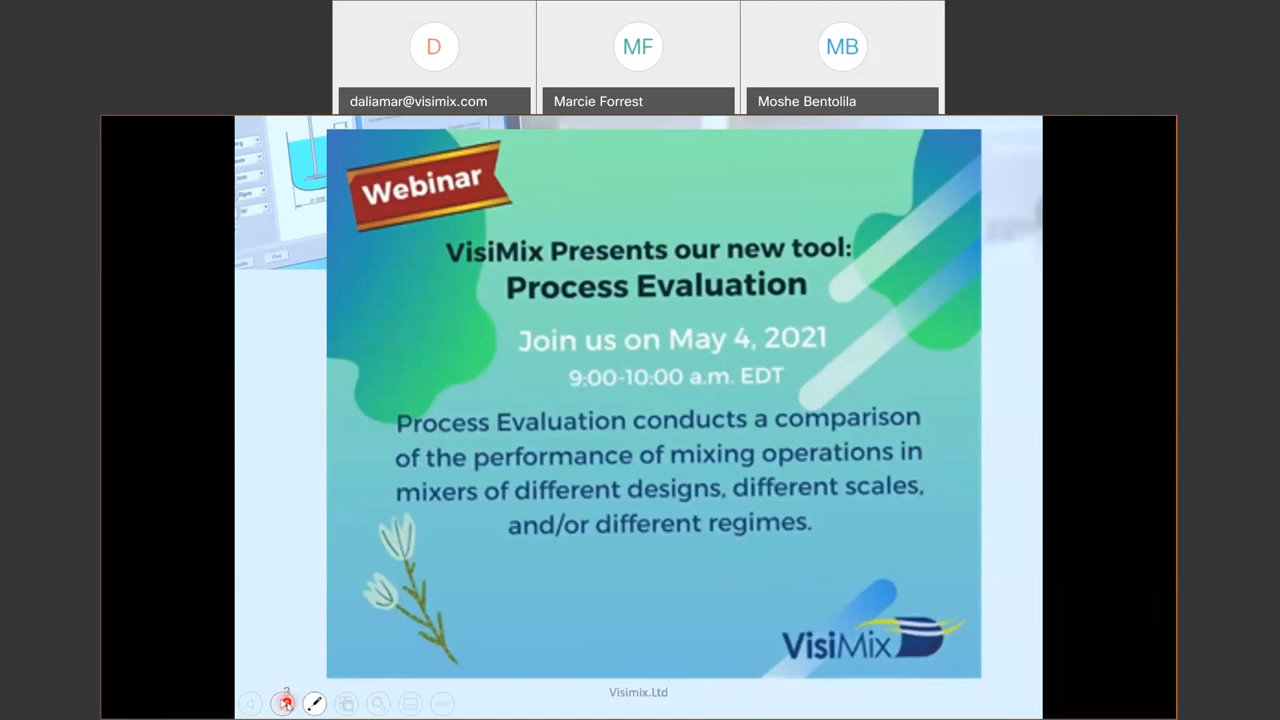 D
MF
MB
daliamar@visimix.com
Marcie Forrest
Moshe Bentolila
Webinar
VisiMix Presents our new tool:
Process Evaluation
Join us on May 4, 2021
9:00-10:00 a.m. EDT
Process Evaluation conducts a comparison
of the performance of mixing operations in
mixers of different designs, different scales,
and/or different regimes.
VisiMix
Visimix.Ltd